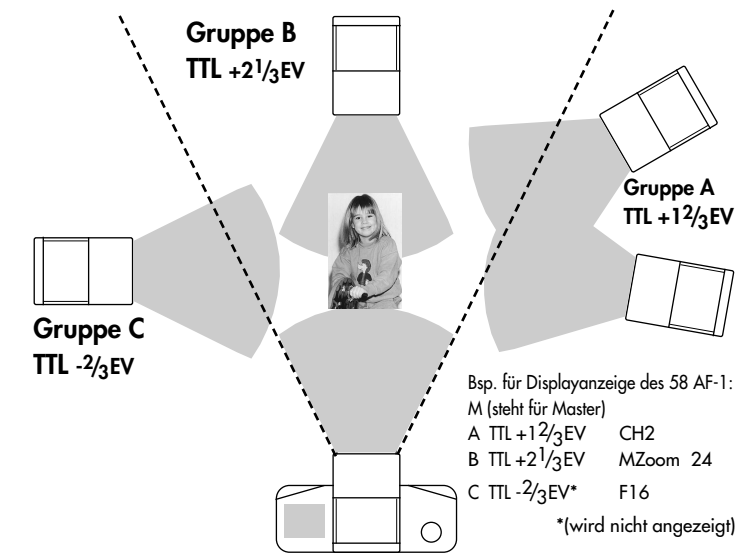 Gruppe B
TTL +2 1/3EV
Gruppe A
TTL +1 2/3EV
Gruppe C
TTL -2/3EV
Bsp. für Displayanzeige des 58 AF-1:
M (steht für Master)
A TTL +1 2/3EV CH2
B TTL +2 1/3EV MZoom 24
C TTL -2/3EV* F16
*(wird nicht angezeigt)